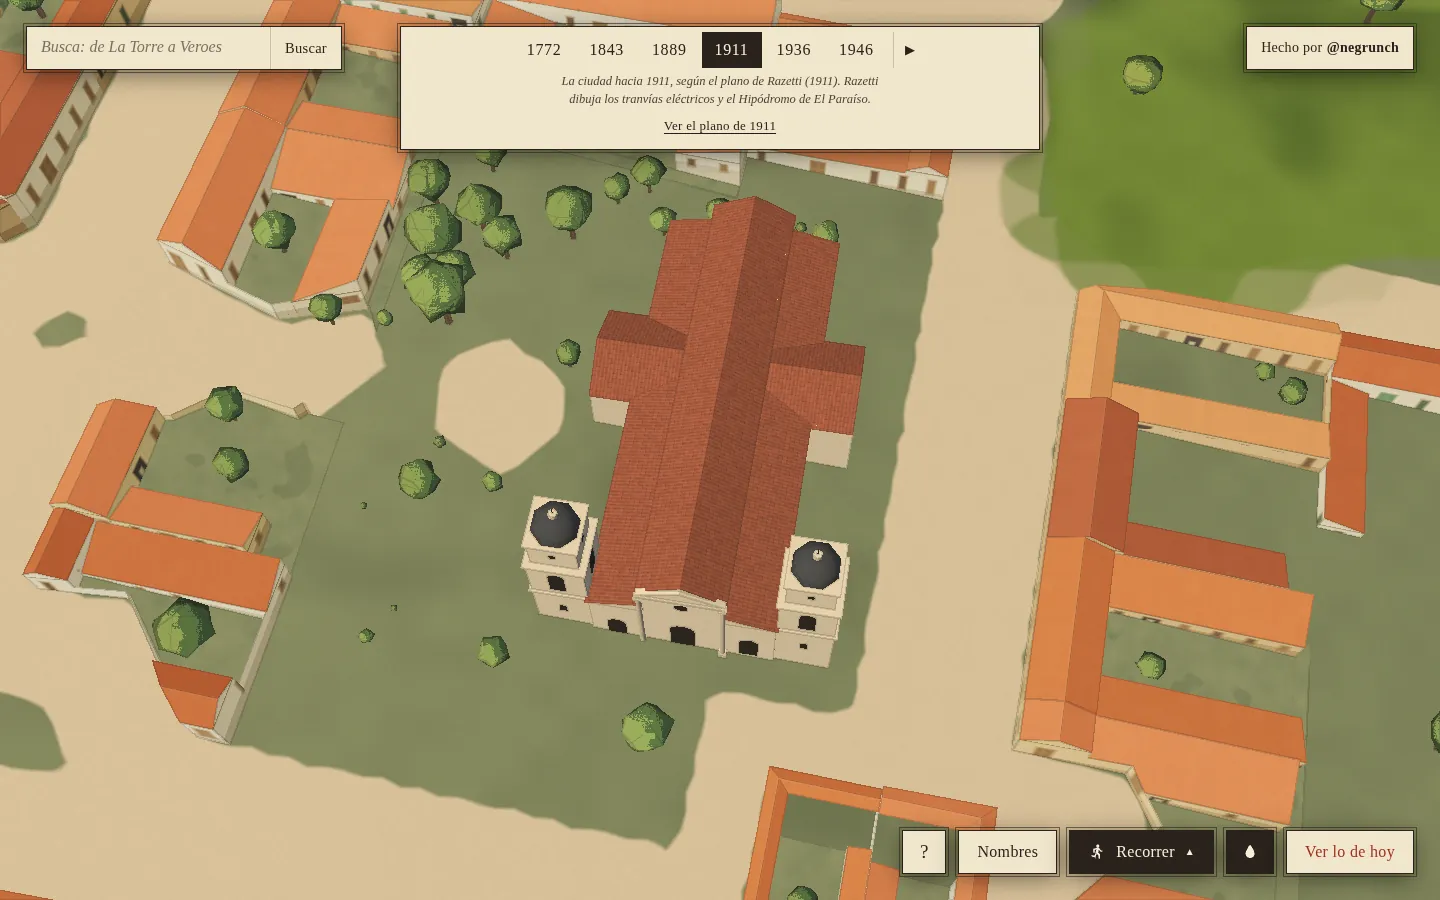 Busca: de La Torre a Veroes
Buscar
1772 1843 1889 1911 1936 1946
La ciudad hacia 1911, según el plano de Razetti (1911). Razetti
dibuja los tranvías eléctricos y el Hipódromo de El Paraíso.
Ver el plano de 1911
Hecho por @negrunch
?
Nombres
Recorrer
Ver lo de hoy